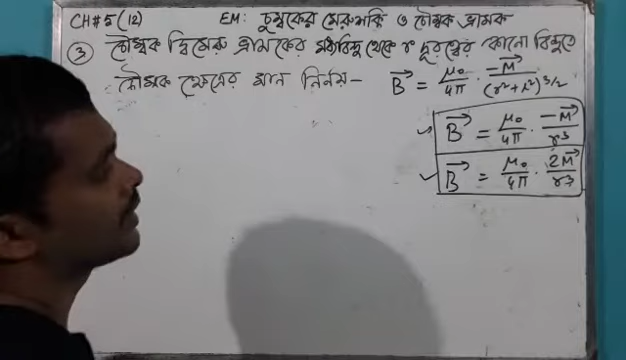 CH#5(12) EM: চুম্বকের মেরুশক্তি ও চৌম্বক ভ্রামক
③ চৌম্বক দ্বিমেরু ভ্রামকের মধ্যবিন্দু থেকে r দূরত্বের কোনো বিন্দুতে
চৌম্বক ক্ষেত্রের মান নির্ণয়- B⃗ = μ₀/4π · -M⃗/(r²+l²)^3/2
B⃗ = μ₀/4π · -M⃗/r³
B⃗ = μ₀/4π · 2M⃗/r³